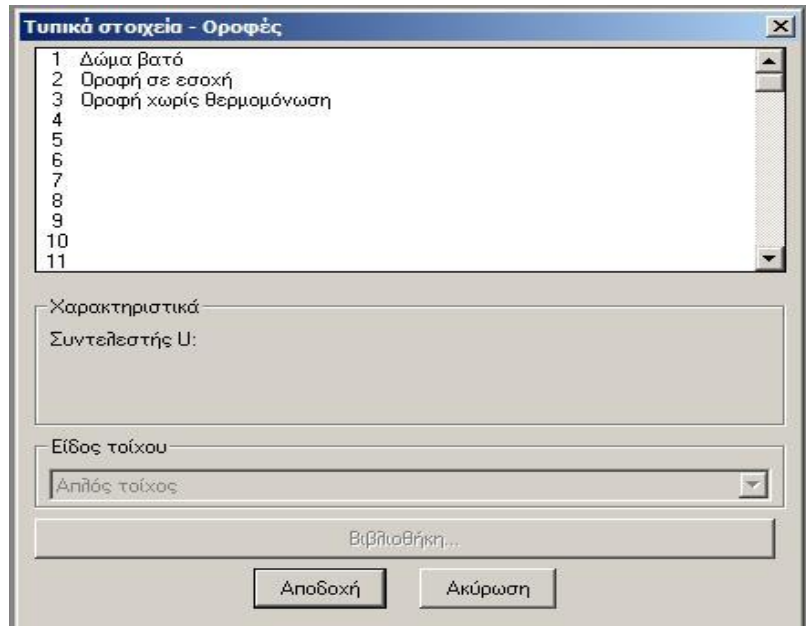 Τυπικά στοιχεία - Οροφές
1 Δώμα βατό
2 Οροφή σε εσοχή
3 Οροφή χωρίς θερμομόνωση
4
5
6
7
8
9
10
11
Χαρακτηριστικά
Συντελεστής U:
Είδος τοίχου
Απλός τοίχος
Βιβλιοθήκη...
Αποδοχή Ακύρωση